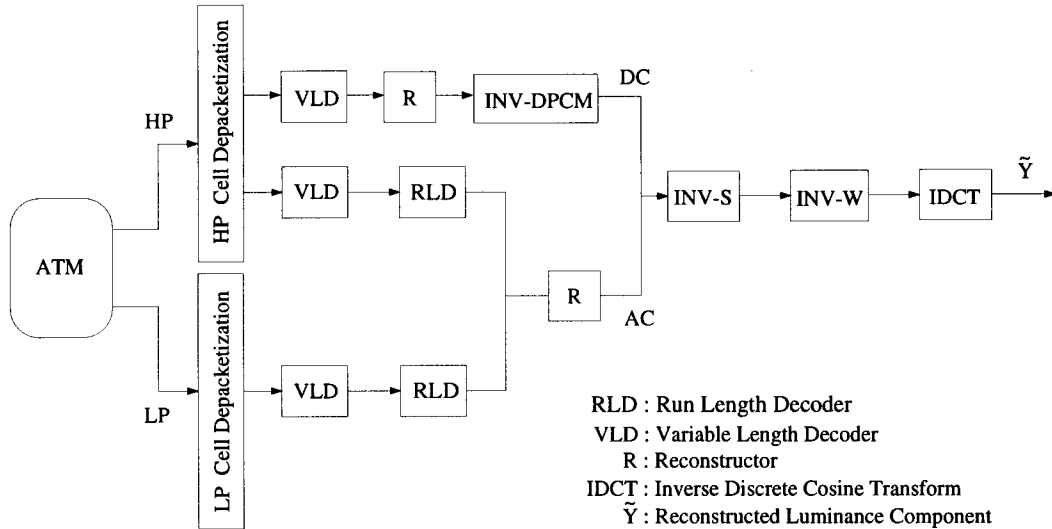 DC
VLD
R
INV-DPCM
HP
HP Cell Depacketization
Ỹ
VLD
RLD
INV-S
INV-W
IDCT
ATM
R
AC
LP Cell Depacketization
VLD
RLD
LP
RLD : Run Length Decoder
VLD : Variable Length Decoder
R : Reconstructor
IDCT : Inverse Discrete Cosine Transform
Ỹ : Reconstructed Luminance Component